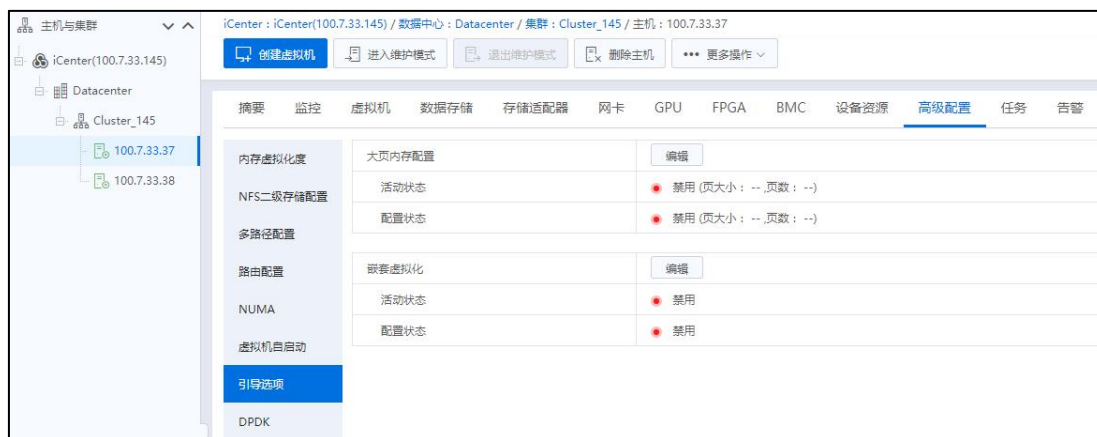 主机与集群
iCenter(100.7.33.145)
Datacenter
Cluster_145
100.7.33.37
100.7.33.38
iCenter : iCenter(100.7.33.145) / 数据中心 : Datacenter / 集群 : Cluster_145 / 主机 : 100.7.33.37
创建虚拟机 进入维护模式 退出维护模式 删除主机 ••• 更多操作
摘要 监控 虚拟机 数据存储 存储适配器 网卡 GPU FPGA BMC 设备资源 高级配置 任务 告警
内存虚拟化度
NFS二级存储配置
多路径配置
路由配置
NUMA
虚拟机自启动
引导选项
DPDK
大页内存配置 编辑
活动状态 禁用 (页大小 : -- ,页数 : --)
配置状态 禁用 (页大小 : -- ,页数 : --)
嵌套虚拟化 编辑
活动状态 禁用
配置状态 禁用